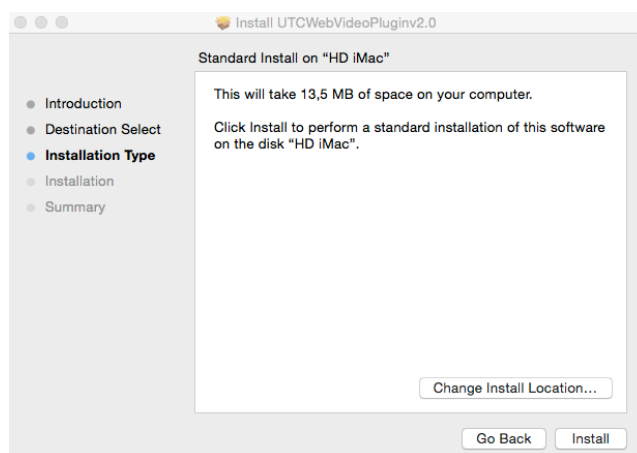 Install UTCWebVideoPluginv2.0
Standard Install on “HD iMac”
Introduction
Destination Select
Installation Type
Installation
Summary
This will take 13,5 MB of space on your computer.
Click Install to perform a standard installation of this software
on the disk “HD iMac”.
Change Install Location...
Go Back
Install